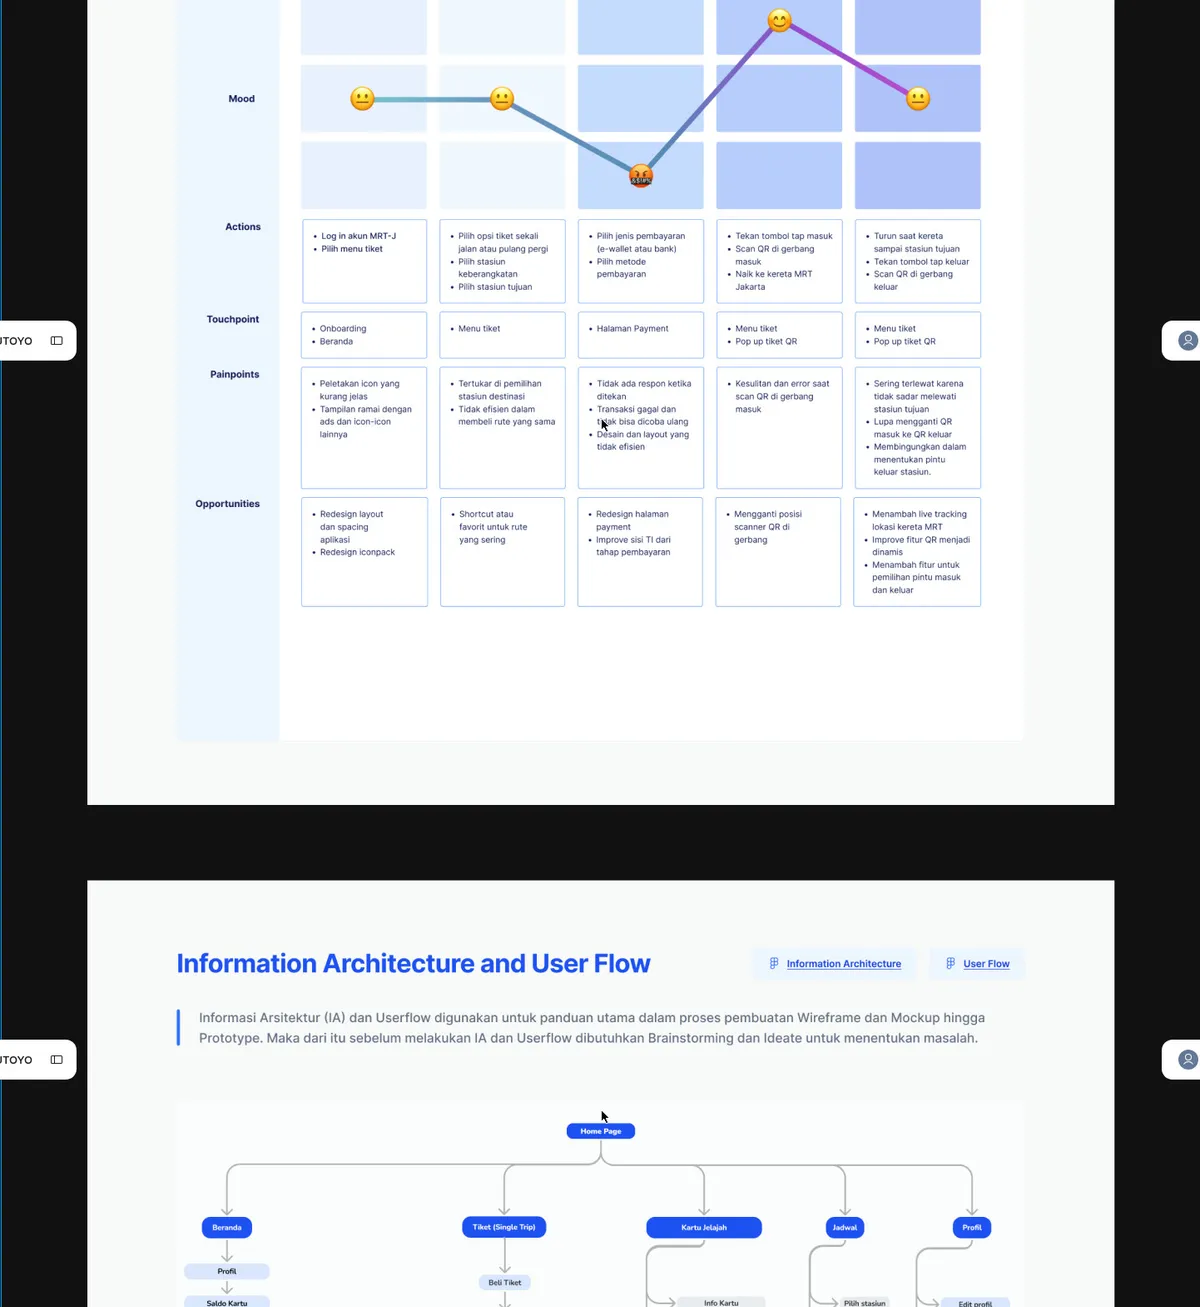 Mood
Actions
• Log in akun MRT-J
• Pilih menu tiket
• Pilih opsi tiket sekali
jalan atau pulang pergi
• Pilih stasiun
keberangkatan
• Pilih stasiun tujuan
• Pilih jenis pembayaran
(e-wallet atau bank)
• Pilih metode
pembayaran
• Tekan tombol tap masuk
• Scan QR di gerbang
masuk
• Naik ke kereta MRT
Jakarta
• Turun saat kereta
sampai stasiun tujuan
• Tekan tombol tap keluar
• Scan QR di gerbang
keluar
Touchpoint
• Onboarding
• Beranda
• Menu tiket
• Halaman Payment
• Menu tiket
• Pop up tiket QR
• Menu tiket
• Pop up tiket QR
UTOYO
Painpoints
• Peletakan icon yang
kurang jelas
• Tampilan ramai dengan
ads dan icon-icon
lainnya
• Tertukar di pemilihan
stasiun destinasi
• Tidak efisien dalam
membeli rute yang sama
• Tidak ada respon ketika
ditekan
• Transaksi gagal dan
tidak bisa dicoba ulang
• Desain dan layout yang
tidak efisien
• Kesulitan dan error saat
scan QR di gerbang
masuk
• Sering terlewat karena
tidak sadar melewati
stasiun tujuan
• Lupa mengganti QR
masuk ke QR keluar
• Membingungkan dalam
menentukan pintu
keluar stasiun.
Opportunities
• Redesign layout
dan spacing
aplikasi
• Redesign iconpack
• Shortcut atau
favorit untuk rute
yang sering
• Redesign halaman
payment
• Improve sisi TI dari
tahap pembayaran
• Mengganti posisi
scanner QR di
gerbang
• Menambah live tracking
lokasi kereta MRT
• Improve fitur QR menjadi
dinamis
• Menambah fitur untuk
pemilihan pintu masuk
dan keluar
Information Architecture and User Flow
Information Architecture
User Flow
Informasi Arsitektur (IA) dan Userflow digunakan untuk panduan utama dalam proses pembuatan Wireframe dan Mockup hingga
Prototype. Maka dari itu sebelum melakukan IA dan Userflow dibutuhkan Brainstorming dan Ideate untuk menentukan masalah.
UTOYO
Home Page
Beranda
Tiket (Single Trip)
Kartu Jelajah
Jadwal
Profil
Profil
Beli Tiket
Saldo Kartu
Info Kartu
Pilih stasiun
Edit profil